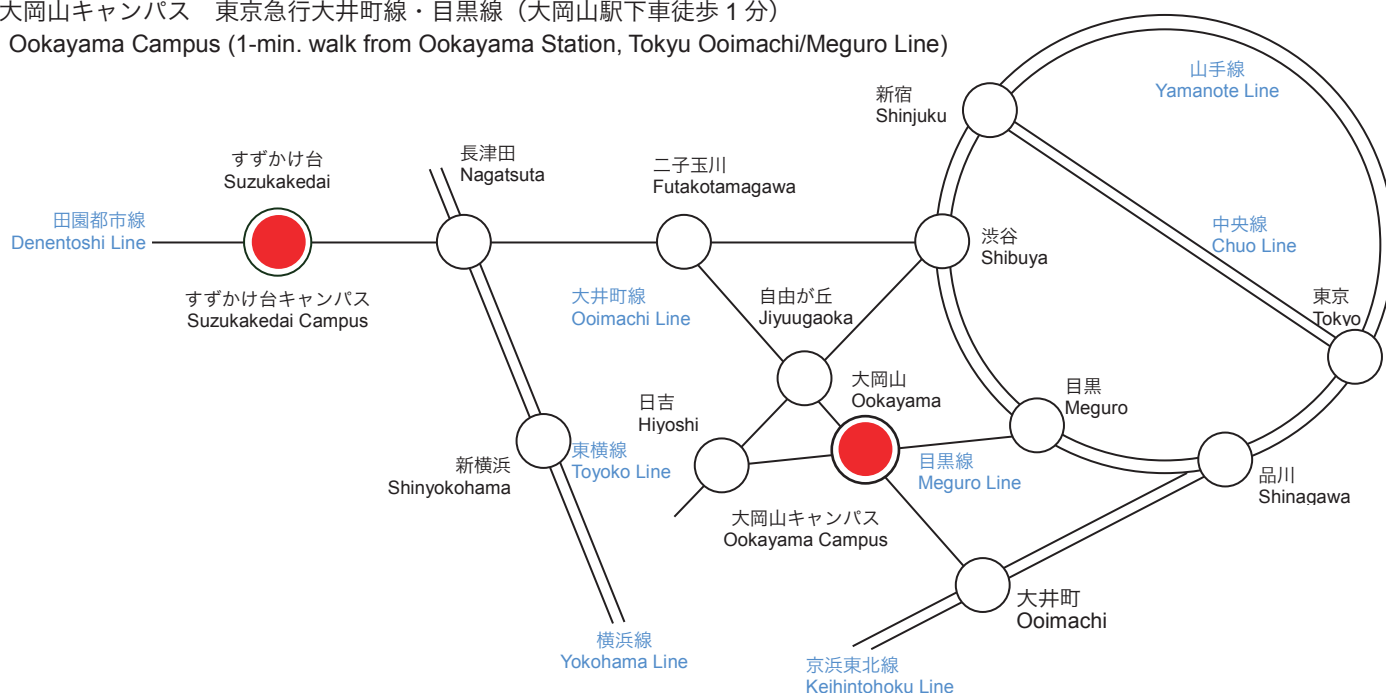 大岡山キャンパス　東京急行大井町線・目黒線（大岡山駅下車徒歩 1 分）
Ookayama Campus (1-min. walk from Ookayama Station, Tokyu Ooimachi/Meguro Line)
山手線
Yamanote Line
新宿
Shinjuku
すずかけ台
Suzukakedai
長津田
Nagatsuta
二子玉川
Futakotamagawa
田園都市線
Denentoshi Line
渋谷
Shibuya
中央線
Chuo Line
すずかけ台キャンパス
Suzukakedai Campus
大井町線
Ooimachi Line
自由が丘
Jiyuugaoka
東京
Tokyo
大岡山
Ookayama
目黒
Meguro
日吉
Hiyoshi
新横浜
Shinyokohama
東横線
Toyoko Line
目黒線
Meguro Line
品川
Shinagawa
大岡山キャンパス
Ookayama Campus
大井町
Ooimachi
横浜線
Yokohama Line
京浜東北線
Keihintohoku Line